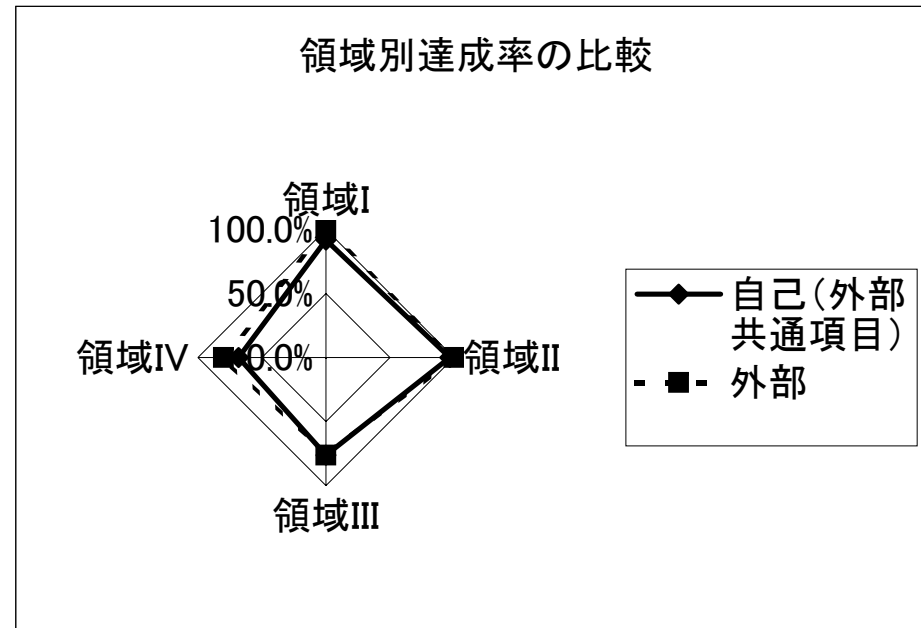 領域別達成率の比較
領域I
100.0%
50.0%
0.0%
領域IV
領域II
領域III
自己(外部
共通項目)
外部